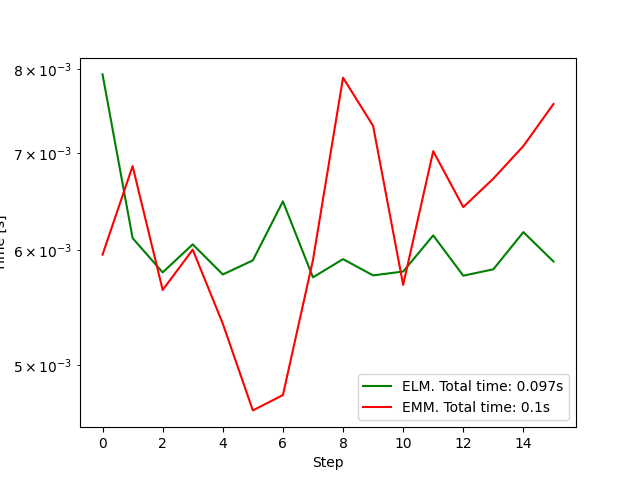 8 × 10⁻³
7 × 10⁻³
6 × 10⁻³
5 × 10⁻³
Time [s]
0 2 4 6 8 10 12 14
Step
ELM. Total time: 0.097s
EMM. Total time: 0.1s